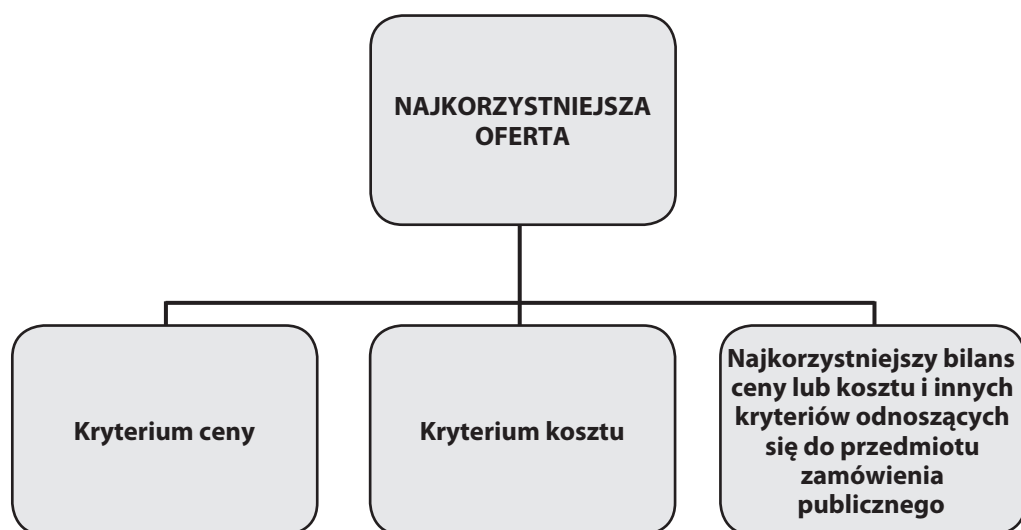 NAJKORZYSTNIEJSZA
OFERTA
Kryterium ceny
Kryterium kosztu
Najkorzystniejszy bilans
ceny lub kosztu i innych
kryteriów odnoszących
się do przedmiotu
zamówienia
publicznego